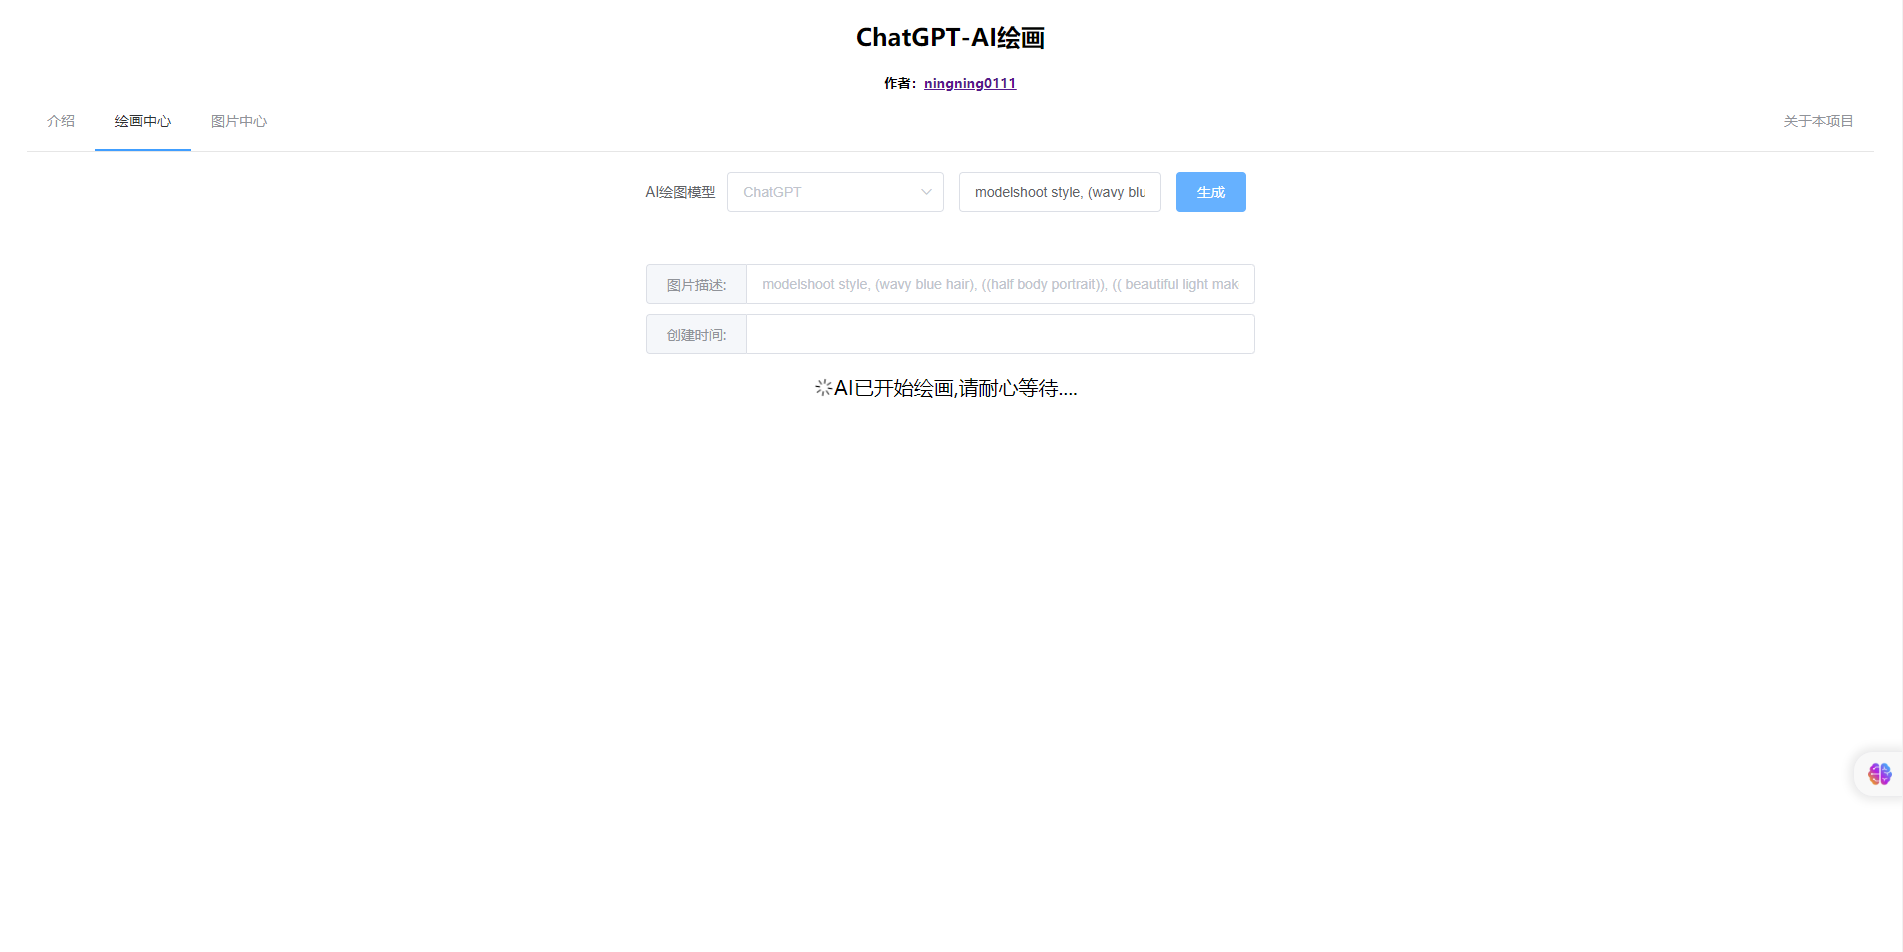 ChatGPT-AI绘画
作者：ningning0111
介绍 绘画中心 图片中心 关于本项目
AI绘图模型 ChatGPT modelshoot style, (wavy blu 生成
图片描述: modelshoot style, (wavy blue hair), ((half body portrait)), (( beautiful light mak
创建时间:
AI已开始绘画,请耐心等待....